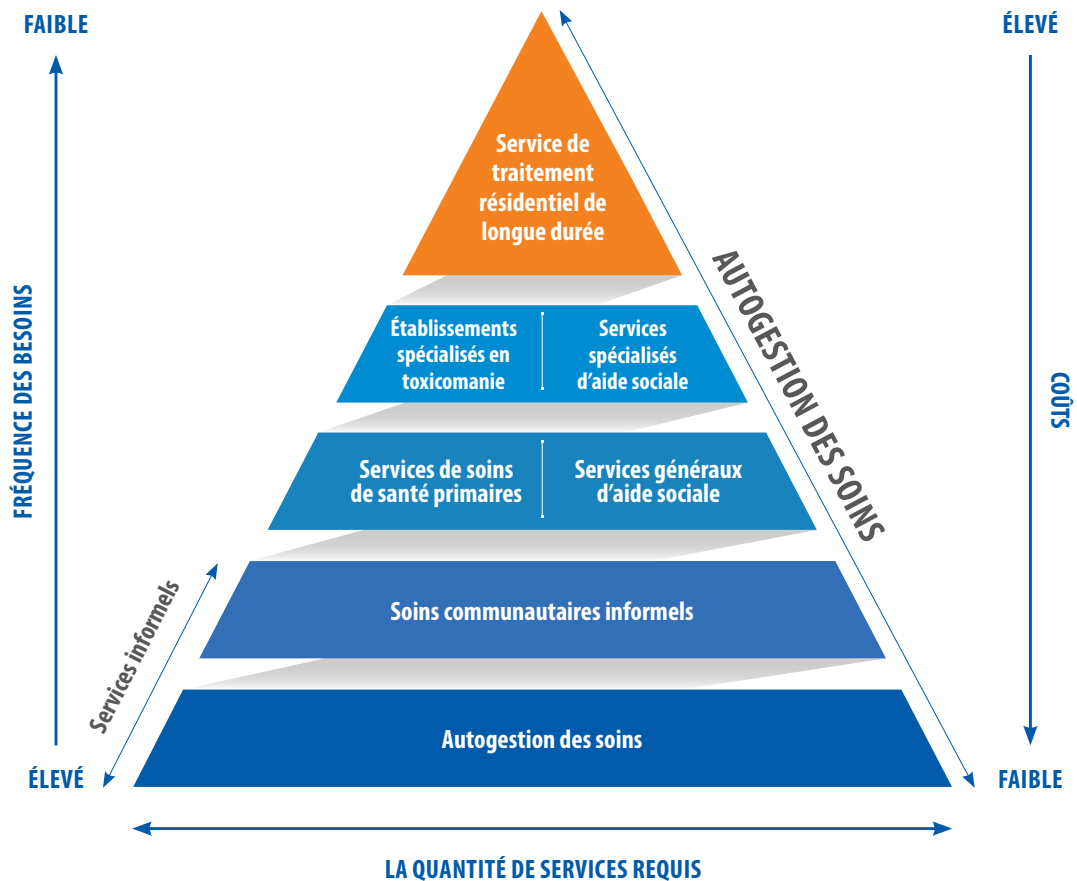 FAIBLE
ÉLEVÉ
Service de
traitement
résidentiel de
longue durée
AUTOGESTION DES SOINS
FRÉQUENCE DES BESOINS
COÛTS
Établissements
spécialisés en
toxicomanie
Services
spécialisés
d'aide sociale
Services de soins
de santé primaires
Services généraux
d'aide sociale
Services informels
Soins communautaires informels
Autogestion des soins
ÉLEVÉ
FAIBLE
LA QUANTITÉ DE SERVICES REQUIS